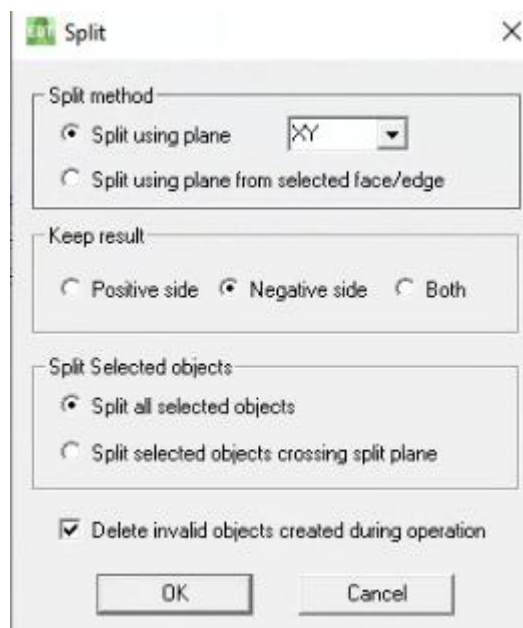 EDT Split
Split method
Split using plane XY
Split using plane from selected face/edge
Keep result
Positive side Negative side Both
Split Selected objects
Split all selected objects
Split selected objects crossing split plane
Delete invalid objects created during operation
OK Cancel